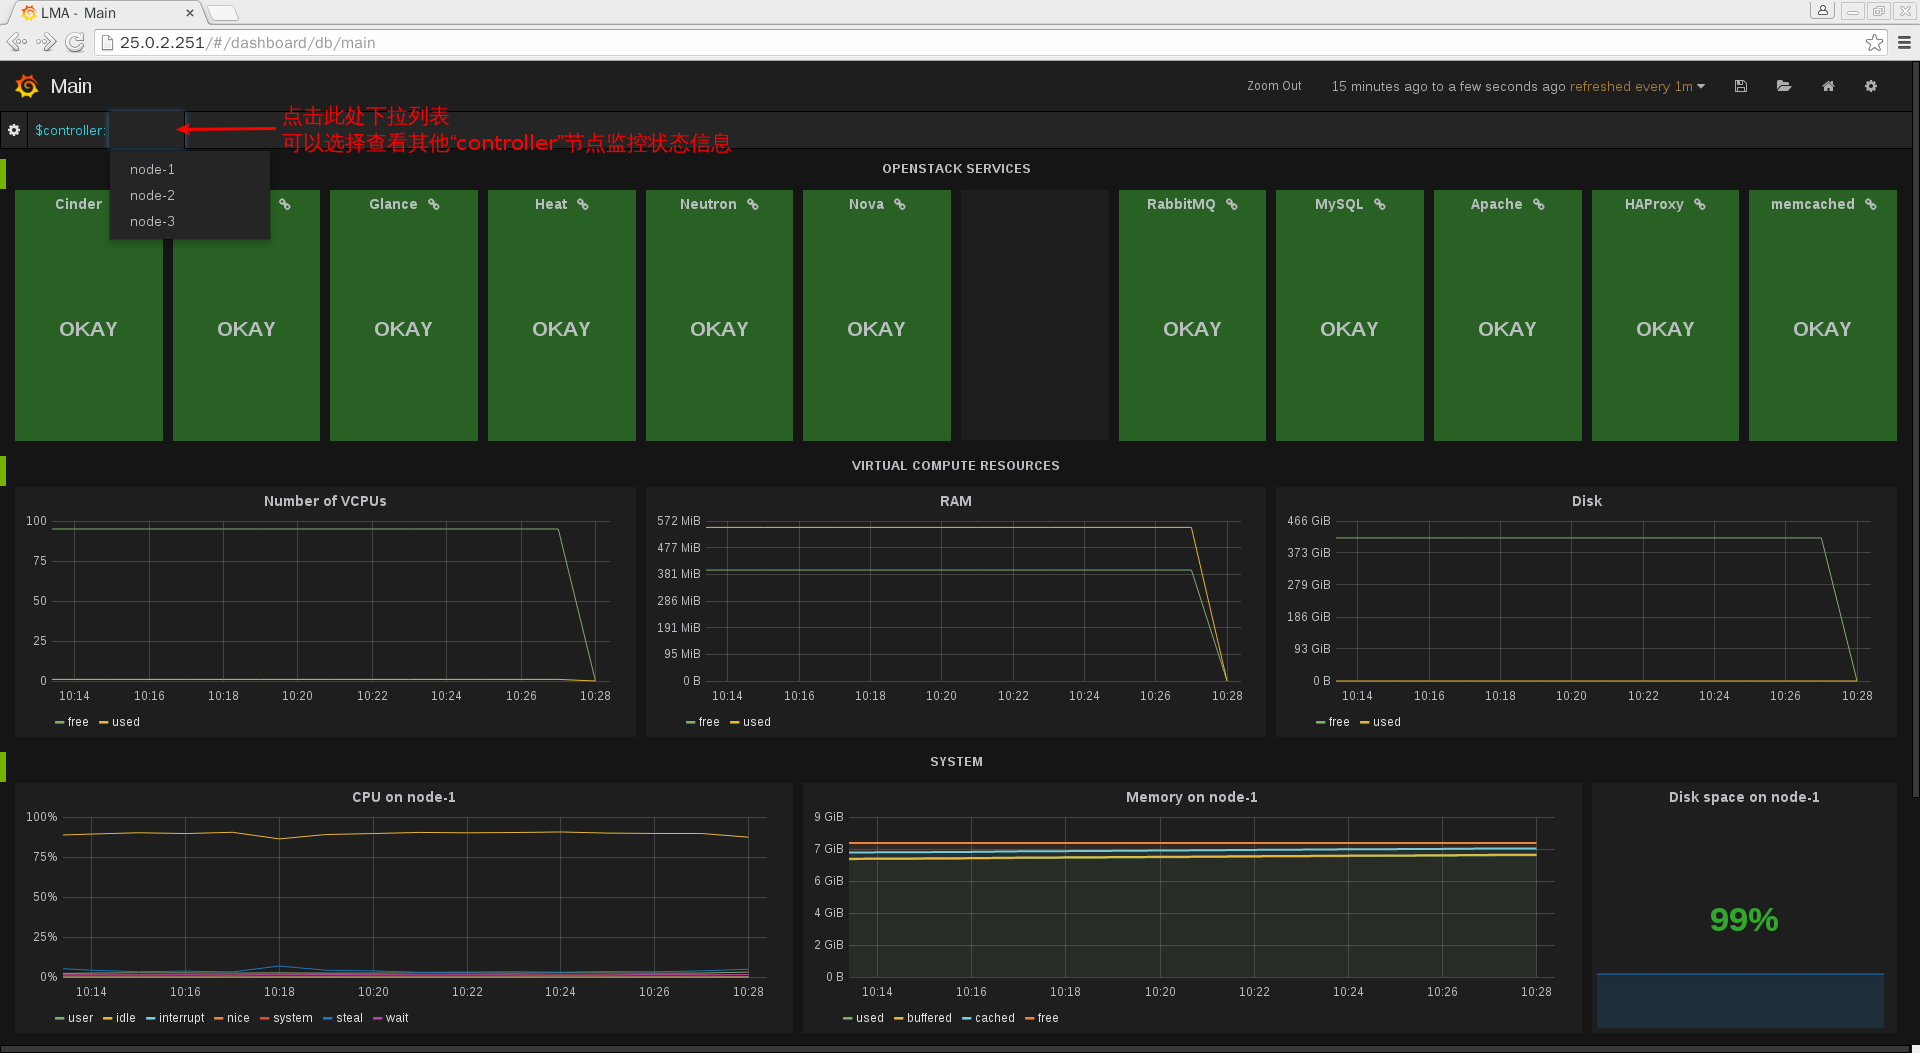 LMA - Main
25.0.2.251/#/dashboard/db/main
Main
Zoom Out
15 minutes ago to a few seconds ago refreshed every 1m
$controller:
点击此处下拉列表
可以选择查看其他“controller”节点监控状态信息
node-1
node-2
node-3
OPENSTACK SERVICES
Cinder
Glance
Heat
Neutron
Nova
RabbitMQ
MySQL
Apache
HAProxy
memcached
OKAY
OKAY
OKAY
OKAY
OKAY
OKAY
OKAY
OKAY
OKAY
OKAY
OKAY
VIRTUAL COMPUTE RESOURCES
Number of VCPUs
100
75
50
25
0
10:14 10:16 10:18 10:20 10:22 10:24 10:26 10:28
free used
RAM
572 MiB
477 MiB
381 MiB
286 MiB
191 MiB
95 MiB
0 B
10:14 10:16 10:18 10:20 10:22 10:24 10:26 10:28
free used
Disk
466 GiB
373 GiB
279 GiB
186 GiB
93 GiB
0 B
10:14 10:16 10:18 10:20 10:22 10:24 10:26 10:28
free used
SYSTEM
CPU on node-1
100%
75%
50%
25%
0%
10:14 10:16 10:18 10:20 10:22 10:24 10:26 10:28
user idle interrupt nice system steal wait
Memory on node-1
9 GiB
7 GiB
6 GiB
4 GiB
2 GiB
0 B
10:14 10:16 10:18 10:20 10:22 10:24 10:26 10:28
used buffered cached free
Disk space on node-1
99%